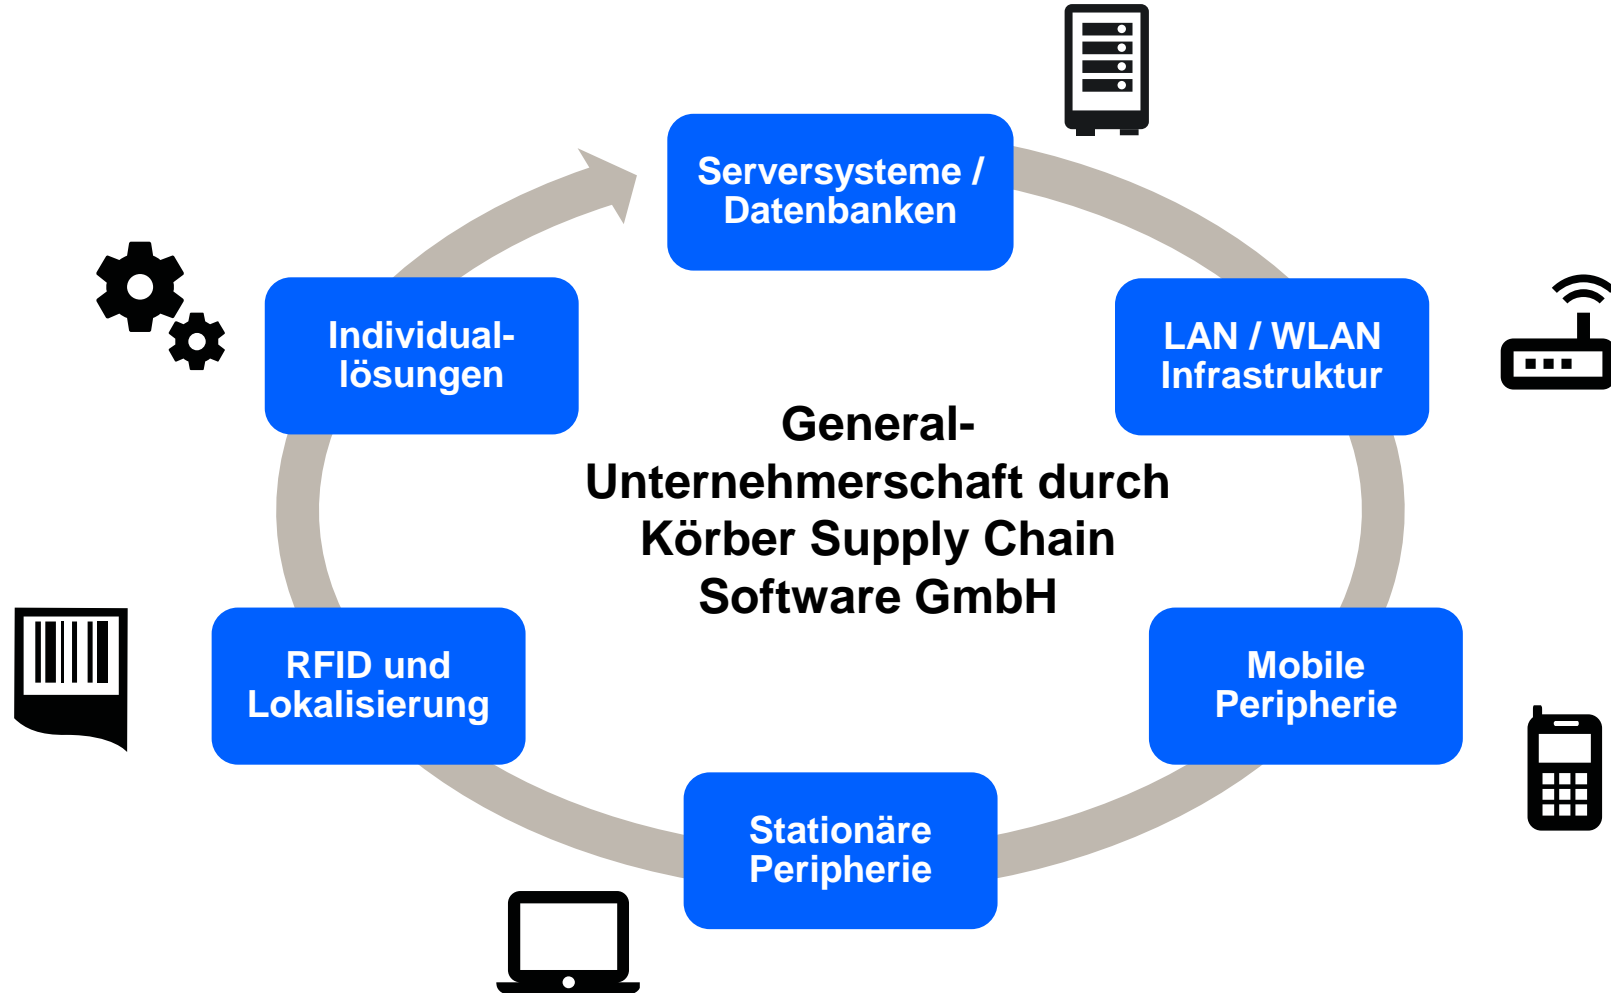 Serversysteme /
Datenbanken
LAN / WLAN
Infrastruktur
Mobile
Peripherie
Stationäre
Peripherie
RFID und
Lokalisierung
Individual-
lösungen
General-
Unternehmerschaft durch
Körber Supply Chain
Software GmbH